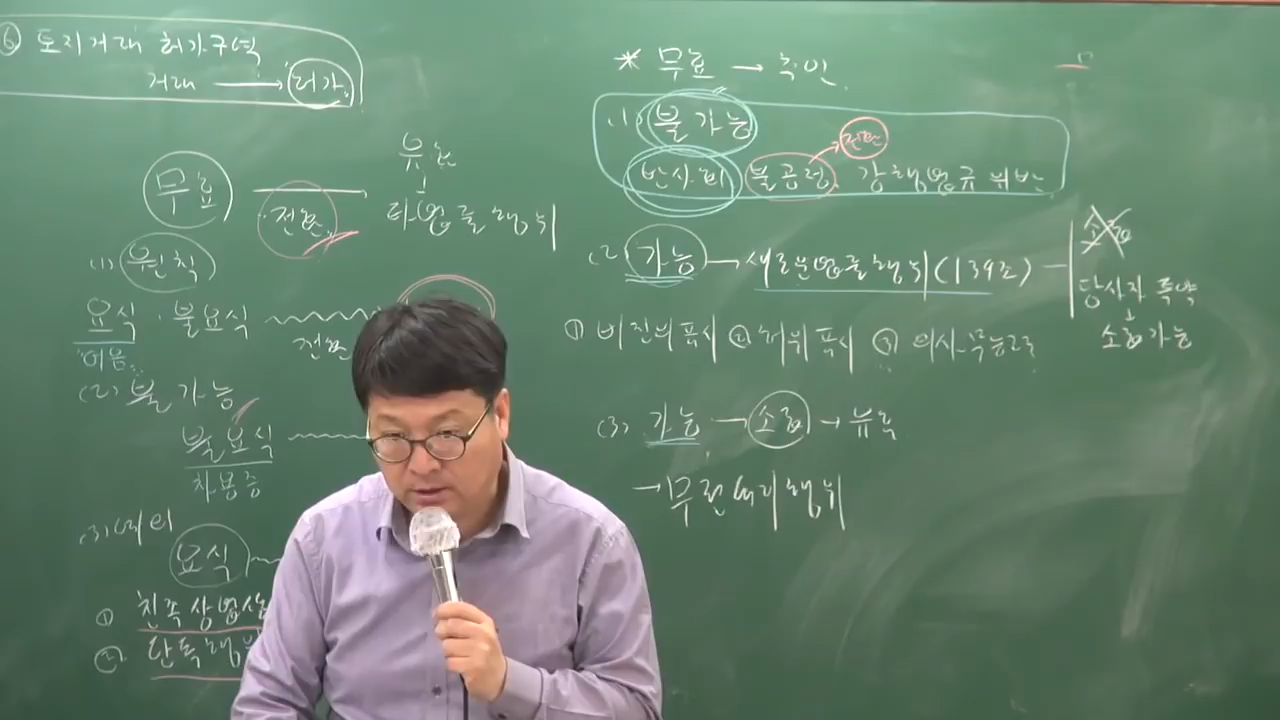 ⑥ 토지거래 허가구역
거래 → 허가.
무효 전환. 유효
타 법률행위
(1) 원칙
요식 · 불요식
어음. 전환
(2) 불가능
불요식
차용증
(3) 예외
요식
① 친족상법상
② 단독행위
* 무효 → 추인.
(1) 불가능
반사회 불공정. 강행법규위반 전환
(2) 가능 → 새로운법률행위(139조) 소급
당사자 특약
↓
소급가능
① 비진의표시 ② 허위표시 ③ 의사무능력
(3) 가능 → 소급 → 유효
→ 무권대리행위